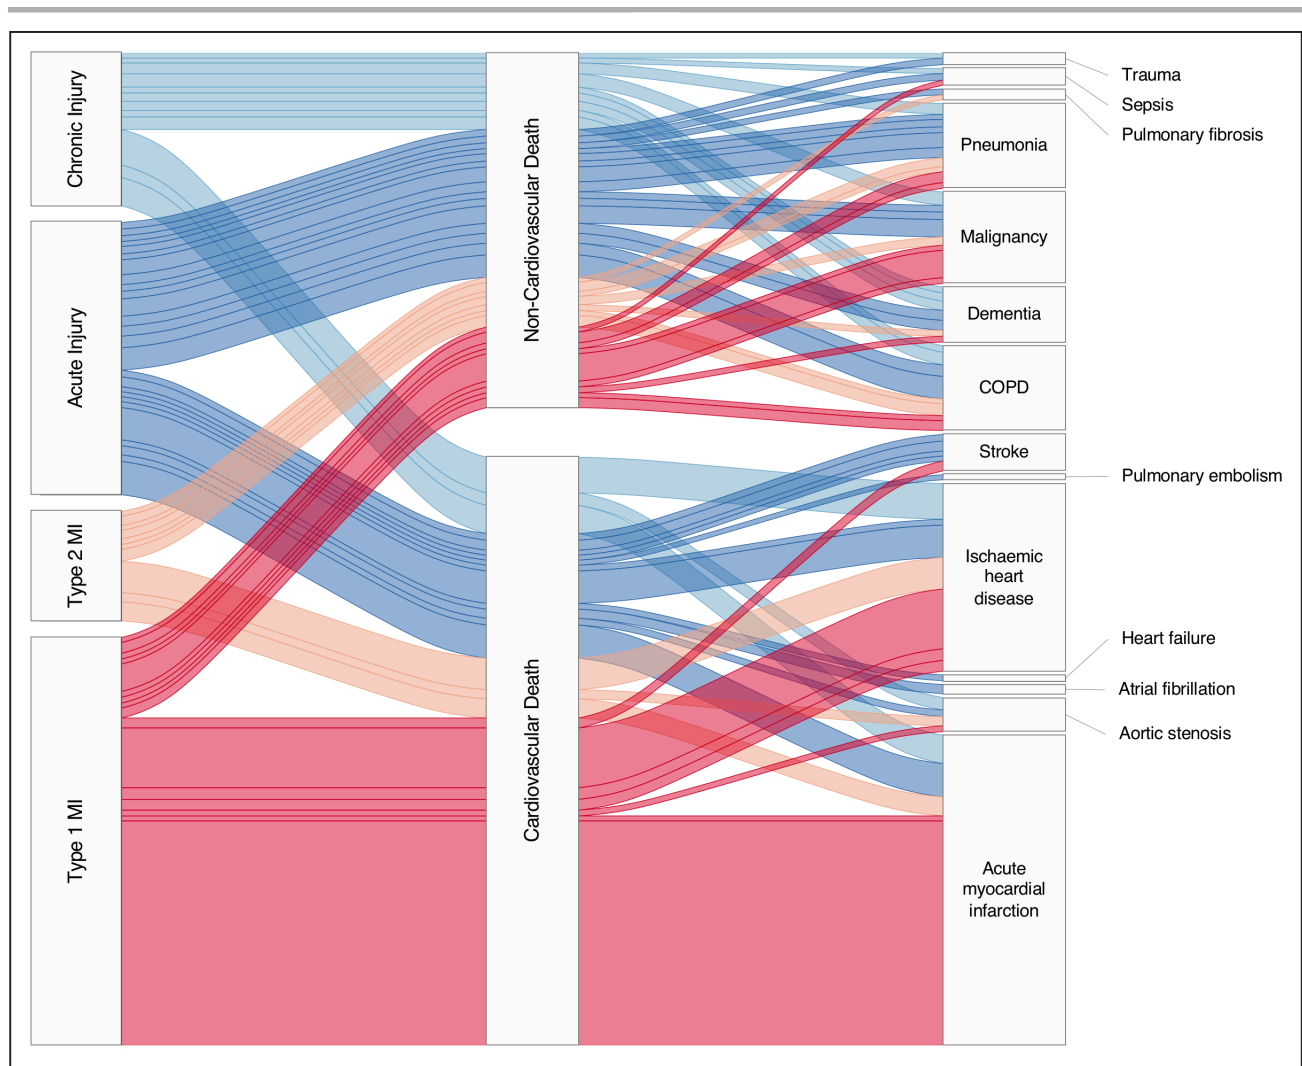 Chronic Injury
Acute Injury
Type 2 MI
Type 1 MI
Non-Cardiovascular Death
Cardiovascular Death
Trauma
Sepsis
Pulmonary fibrosis
Pneumonia
Malignancy
Dementia
COPD
Stroke
Pulmonary embolism
Ischaemic
heart
disease
Heart failure
Atrial fibrillation
Aortic stenosis
Acute
myocardial
infarction